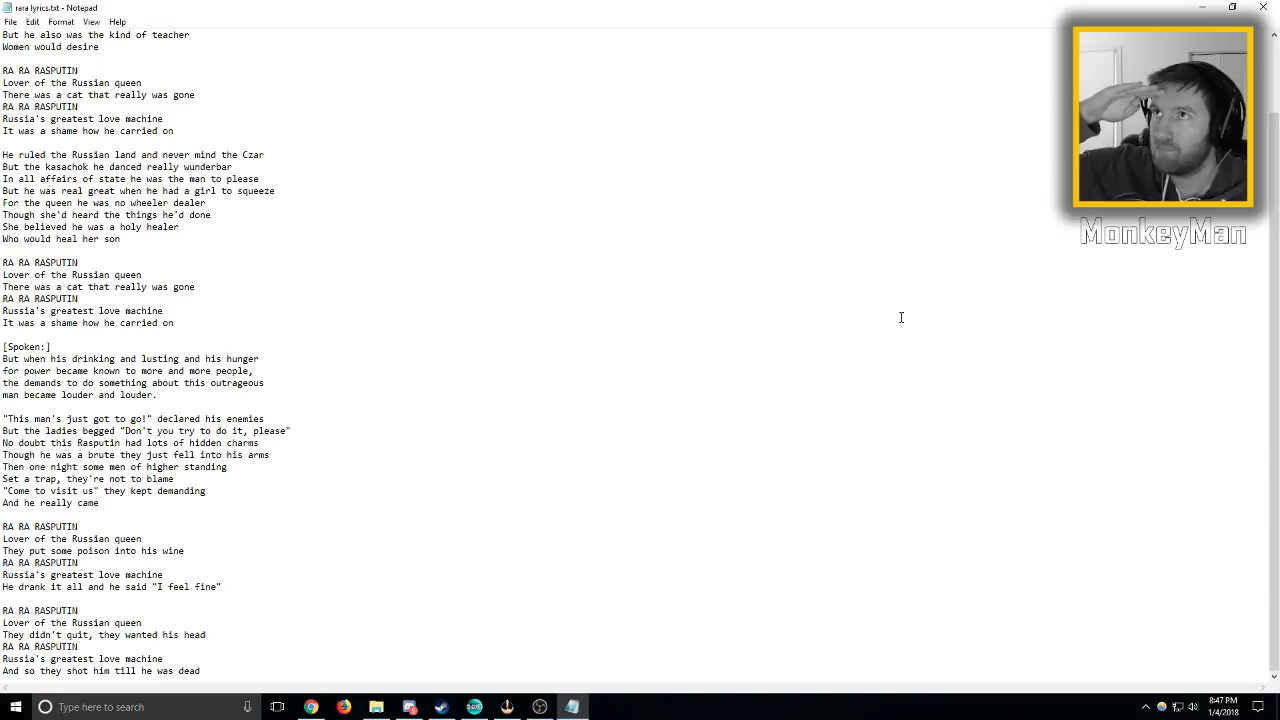 rara lyrics.txt - Notepad
File Edit Format View Help
But he also was the kind of teacher
Women would desire
RA RA RASPUTIN
Lover of the Russian queen
There was a cat that really was gone
RA RA RASPUTIN
Russia's greatest love machine
It was a shame how he carried on
He ruled the Russian land and never mind the Czar
But the kasachok he danced really wunderbar
In all affairs of state he was the man to please
But he was real great when he had a girl to squeeze
For the queen he was no wheeler dealer
Though she'd heard the things he'd done
She believed he was a holy healer
Who would heal her son
RA RA RASPUTIN
Lover of the Russian queen
There was a cat that really was gone
RA RA RASPUTIN
Russia's greatest love machine
It was a shame how he carried on
[Spoken:]
But when his drinking and lusting and his hunger
for power became known to more and more people,
the demands to do something about this outrageous
man became louder and louder.
"This man's just got to go!" declared his enemies
But the ladies begged "Don't you try to do it, please"
No doubt this Rasputin had lots of hidden charms
Though he was a brute they just fell into his arms
Then one night some men of higher standing
Set a trap, they're not to blame
"Come to visit us" they kept demanding
And he really came
RA RA RASPUTIN
Lover of the Russian queen
They put some poison into his wine
RA RA RASPUTIN
Russia's greatest love machine
He drank it all and he said "I feel fine"
RA RA RASPUTIN
Lover of the Russian queen
They didn't quit, they wanted his head
RA RA RASPUTIN
Russia's greatest love machine
And so they shot him till he was dead
MonkeyMan
Type here to search
8:47 PM
1/4/2018